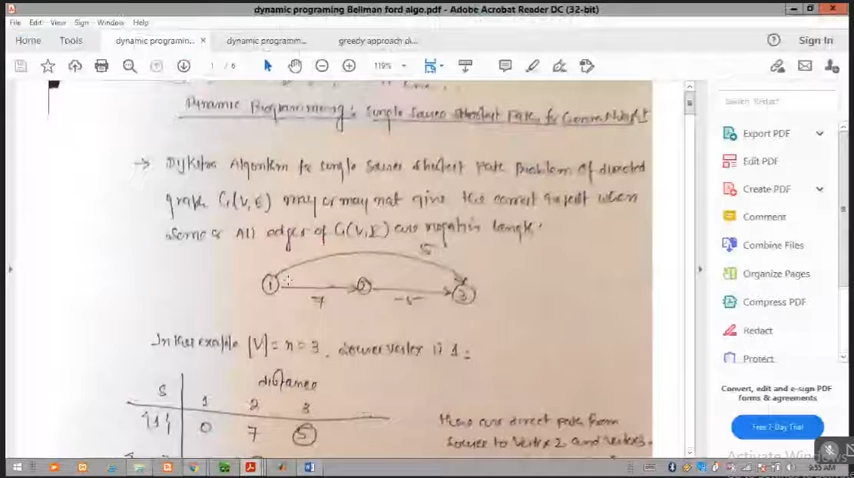 dynamic programing Bellman ford algo.pdf - Adobe Acrobat Reader DC (32-bit)
File Edit View Sign Window Help
Home Tools dynamic programin... × dynamic programm... greedy approach di... Sign In
1 / 6 119%
Dynamic Programming: Single Source Shortest Path for General Weight
→ Dijkstra Algorithm for single source shortest path problem of directed
graph G(V,E) may or may not give the correct result when
some or All edges of G(V,E) are negative length.
5
1 2 3
7 -5
In this example |V| = n = 3, source vertex is 1:
distance
S 1 2 3
{1} 0 7 5
There are direct path from
source to vertex 2 and vertex 3.
Export PDF
Edit PDF
Create PDF
Comment
Combine Files
Organize Pages
Compress PDF
Redact
Protect
Convert, edit and e-sign PDF
forms & agreements
Free 7-Day Trial
Activate Windows
9:55 AM